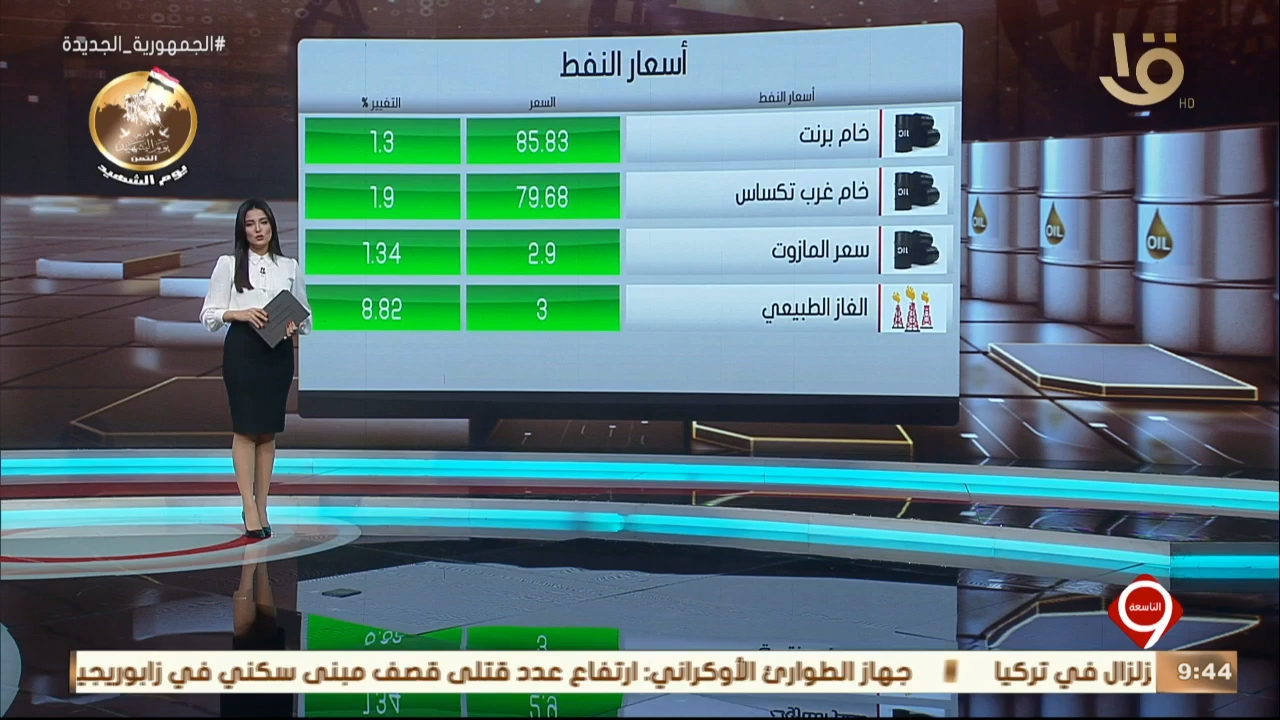 #الجمهورية_الجديدة
يوم الشهيد
HD
أسعار النفط
أسعار النفط السعر التغيير %
خام برنت 85.83 1.3
خام غرب تكساس 79.68 1.9
سعر المازوت 2.9 1.34
الغاز الطبيعي 3 8.82
OIL
OIL
OIL
التاسعة
9:44
زلزال في تركيا
جهاز الطوارئ الأوكراني: ارتفاع عدد قتلى قصف مبنى سكني في زابوريجيا